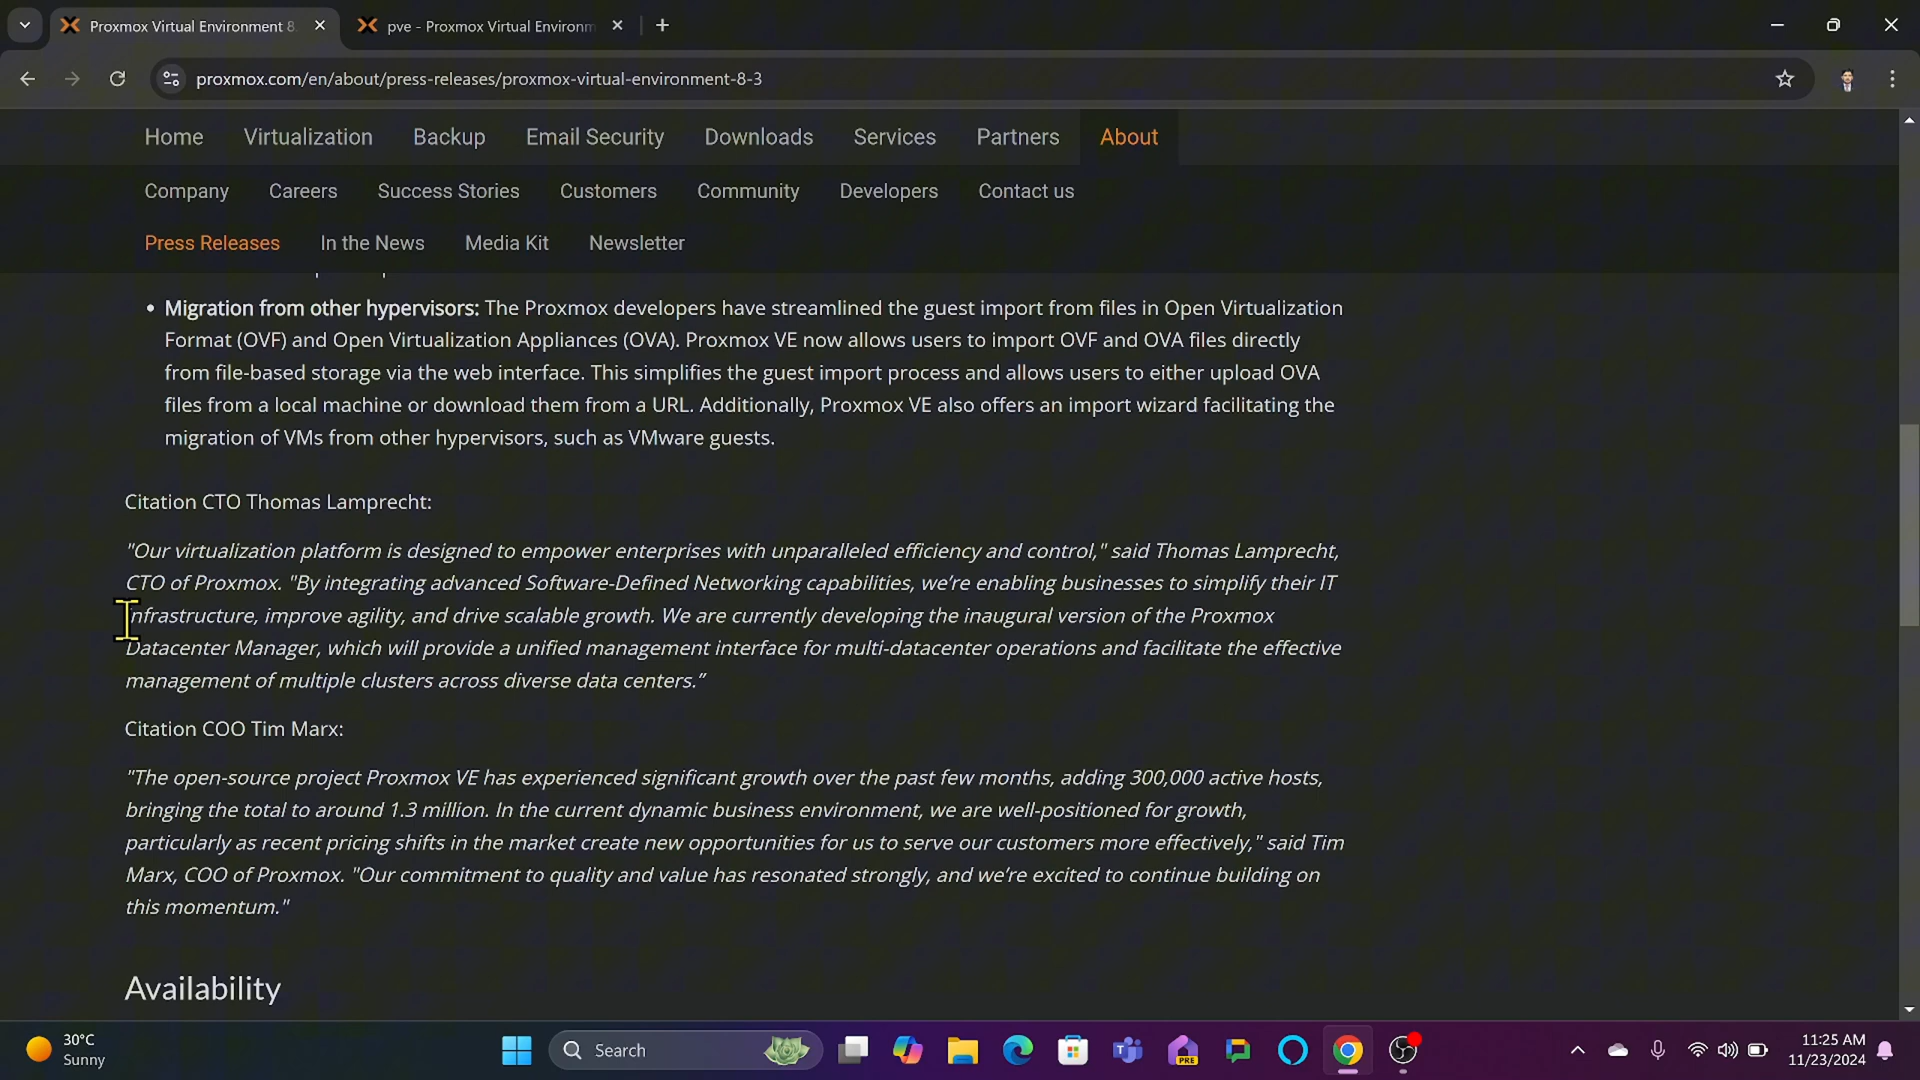 Proxmox Virtual Environment 8.
pve - Proxmox Virtual Environm
proxmox.com/en/about/press-releases/proxmox-virtual-environment-8-3
Home Virtualization Backup Email Security Downloads Services Partners About
Company Careers Success Stories Customers Community Developers Contact us
Press Releases In the News Media Kit Newsletter
• Migration from other hypervisors: The Proxmox developers have streamlined the guest import from files in Open Virtualization
Format (OVF) and Open Virtualization Appliances (OVA). Proxmox VE now allows users to import OVF and OVA files directly
from file-based storage via the web interface. This simplifies the guest import process and allows users to either upload OVA
files from a local machine or download them from a URL. Additionally, Proxmox VE also offers an import wizard facilitating the
migration of VMs from other hypervisors, such as VMware guests.
Citation CTO Thomas Lamprecht:
"Our virtualization platform is designed to empower enterprises with unparalleled efficiency and control," said Thomas Lamprecht,
CTO of Proxmox. "By integrating advanced Software-Defined Networking capabilities, we’re enabling businesses to simplify their IT
infrastructure, improve agility, and drive scalable growth. We are currently developing the inaugural version of the Proxmox
Datacenter Manager, which will provide a unified management interface for multi-datacenter operations and facilitate the effective
management of multiple clusters across diverse data centers.”
Citation COO Tim Marx:
"The open-source project Proxmox VE has experienced significant growth over the past few months, adding 300,000 active hosts,
bringing the total to around 1.3 million. In the current dynamic business environment, we are well-positioned for growth,
particularly as recent pricing shifts in the market create new opportunities for us to serve our customers more effectively," said Tim
Marx, COO of Proxmox. "Our commitment to quality and value has resonated strongly, and we’re excited to continue building on
this momentum."
Availability
30°C
Sunny
Search
PRE
11:25 AM
11/23/2024